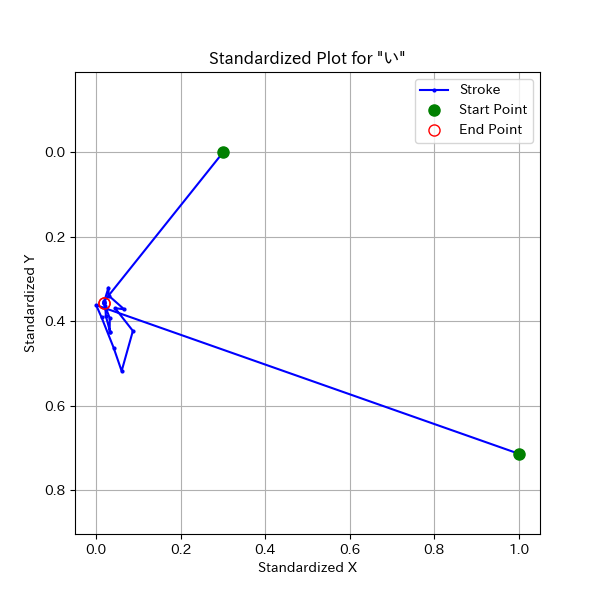 Standardized Plot for "い"
Stroke
Start Point
End Point
Standardized Y
0.0
0.2
0.4
0.6
0.8
0.0 0.2 0.4 0.6 0.8 1.0
Standardized X